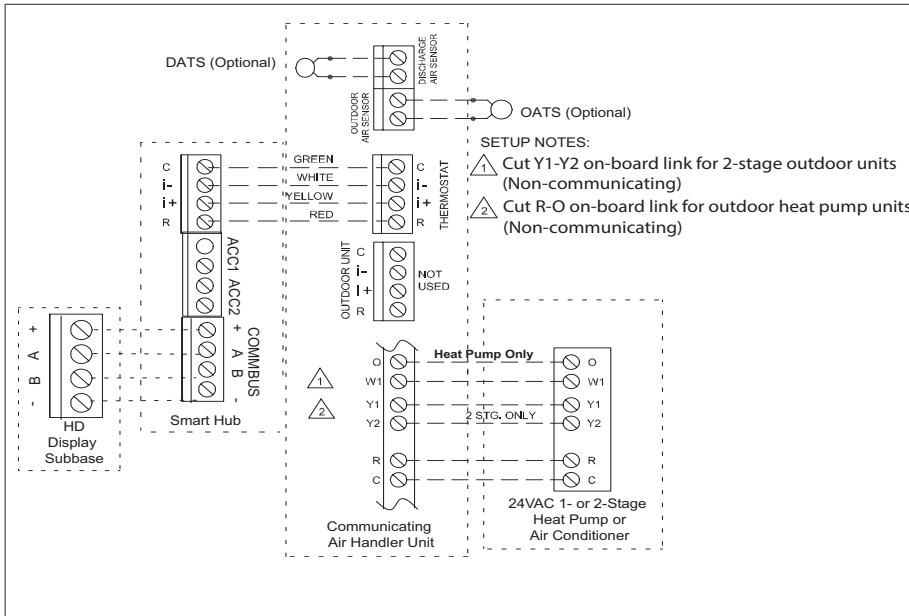 DATS (Optional)
DISCHARGE
AIR SENSOR
OUTDOOR
AIR SENSOR
OATS (Optional)
SETUP NOTES:
1 Cut Y1-Y2 on-board link for 2-stage outdoor units
(Non-communicating)
2 Cut R-O on-board link for outdoor heat pump units
(Non-communicating)
C GREEN C
i- WHITE i-
i+ YELLOW i+
R RED R
THERMOSTAT
ACC1 ACC2
OUTDOOR UNIT
C
i-
i+
R
NOT
USED
+
A
B
-
COMMBUS
+
A
B
-
HD
Display
Subbase
Smart Hub
O Heat Pump Only O
W1 W1
Y1 Y1
Y2 2 STG. ONLY Y2
R R
C C
1
2
Communicating
Air Handler Unit
24VAC 1- or 2-Stage
Heat Pump or
Air Conditioner